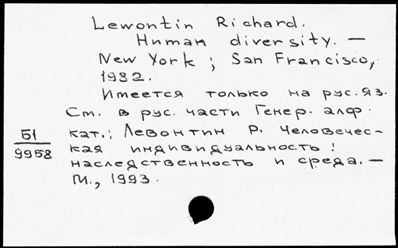 Lewontin Richard.
Human diversity. —
New York ; San Francisco,
1982.
Имеется только на рус.яз.
См. в рус. части Генер. алф.
Б1
9958
кат.: Левонтин Р. Человечес-
кая индивидуальность :
наследственность и среда. —
М., 1993.